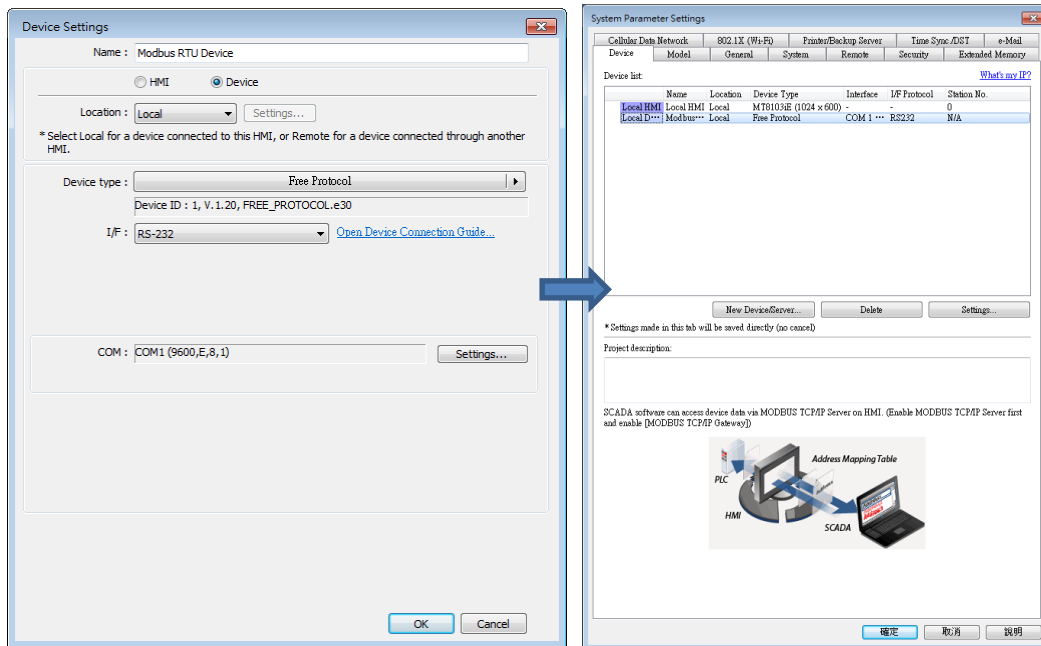 Device Settings
Name : Modbus RTU Device
HMI Device
Location : Local Settings...
* Select Local for a device connected to this HMI, or Remote for a device connected through another
HMI.
Device type : Free Protocol
Device ID : 1, V.1.20, FREE_PROTOCOL.e30
I/F : RS-232 Open Device Connection Guide...
COM : COM1 (9600,E,8,1) Settings...
OK Cancel
System Parameter Settings
Cellular Data Network 802.1X (Wi-Fi) Printer/Backup Server Time Sync./DST e-Mail
Device Model General System Remote Security Extended Memory
Device list: What's my IP?
Name Location Device Type Interface I/F Protocol Station No.
Local HMI Local HMI Local MT8103iE (1024 x 600) - - 0
Local D··· Modbus··· Local Free Protocol COM 1 ··· RS232 N/A
New Device/Server... Delete Settings...
* Settings made in this tab will be saved directly (no cancel)
Project description:
SCADA software can access device data via MODBUS TCP/IP Server on HMI. (Enable MODBUS TCP/IP Server first
and enable [MODBUS TCP/IP Gateway])
Address Mapping Table
PLC
HMI
SCADA
確定 取消 說明